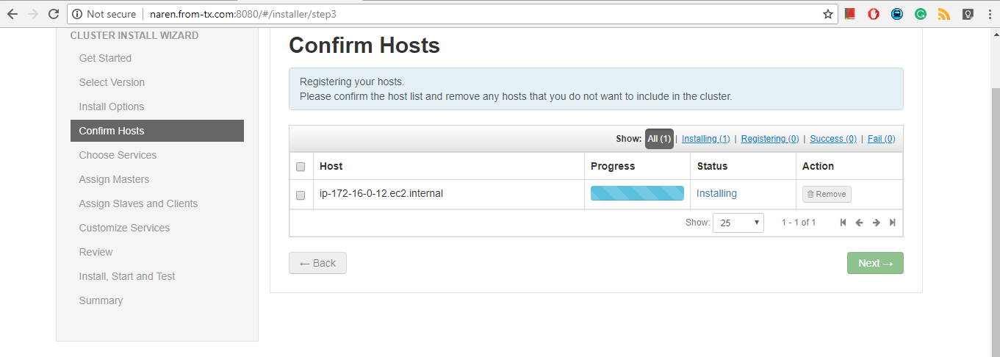 Not secure | naren.from-tx.com:8080/#/installer/step3
CLUSTER INSTALL WIZARD
Get Started
Select Version
Install Options
Confirm Hosts
Choose Services
Assign Masters
Assign Slaves and Clients
Customize Services
Review
Install, Start and Test
Summary
Confirm Hosts
Registering your hosts.
Please confirm the host list and remove any hosts that you do not want to include in the cluster.
Show: All (1) | Installing (1) | Registering (0) | Success (0) | Fail (0)
Host Progress Status Action
ip-172-16-0-12.ec2.internal Installing Remove
Show: 25 1 - 1 of 1
← Back Next →